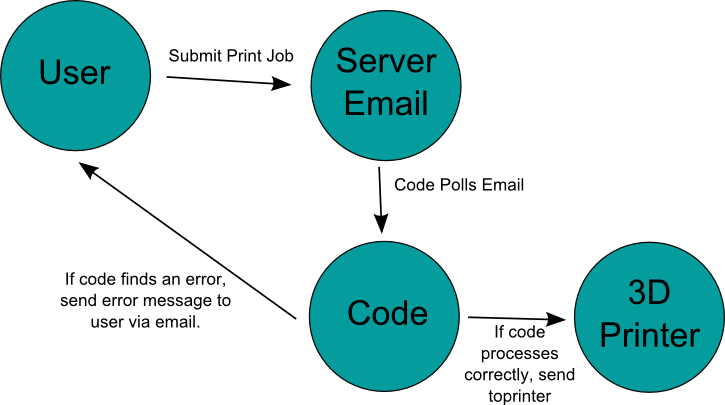 User
Submit Print Job
Server
Email
Code Polls Email
If code finds an error,
send error message to
user via email.
Code
If code
processes
correctly, send
toprinter
3D
Printer